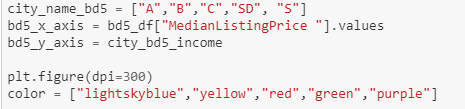 city_name_bd5 = ["A","B","C","SD", "S"]
bd5_x_axis = bd5_df["MedianListingPrice "].values
bd5_y_axis = city_bd5_income
plt.figure(dpi=300)
color = ["lightskyblue","yellow","red","green","purple"]